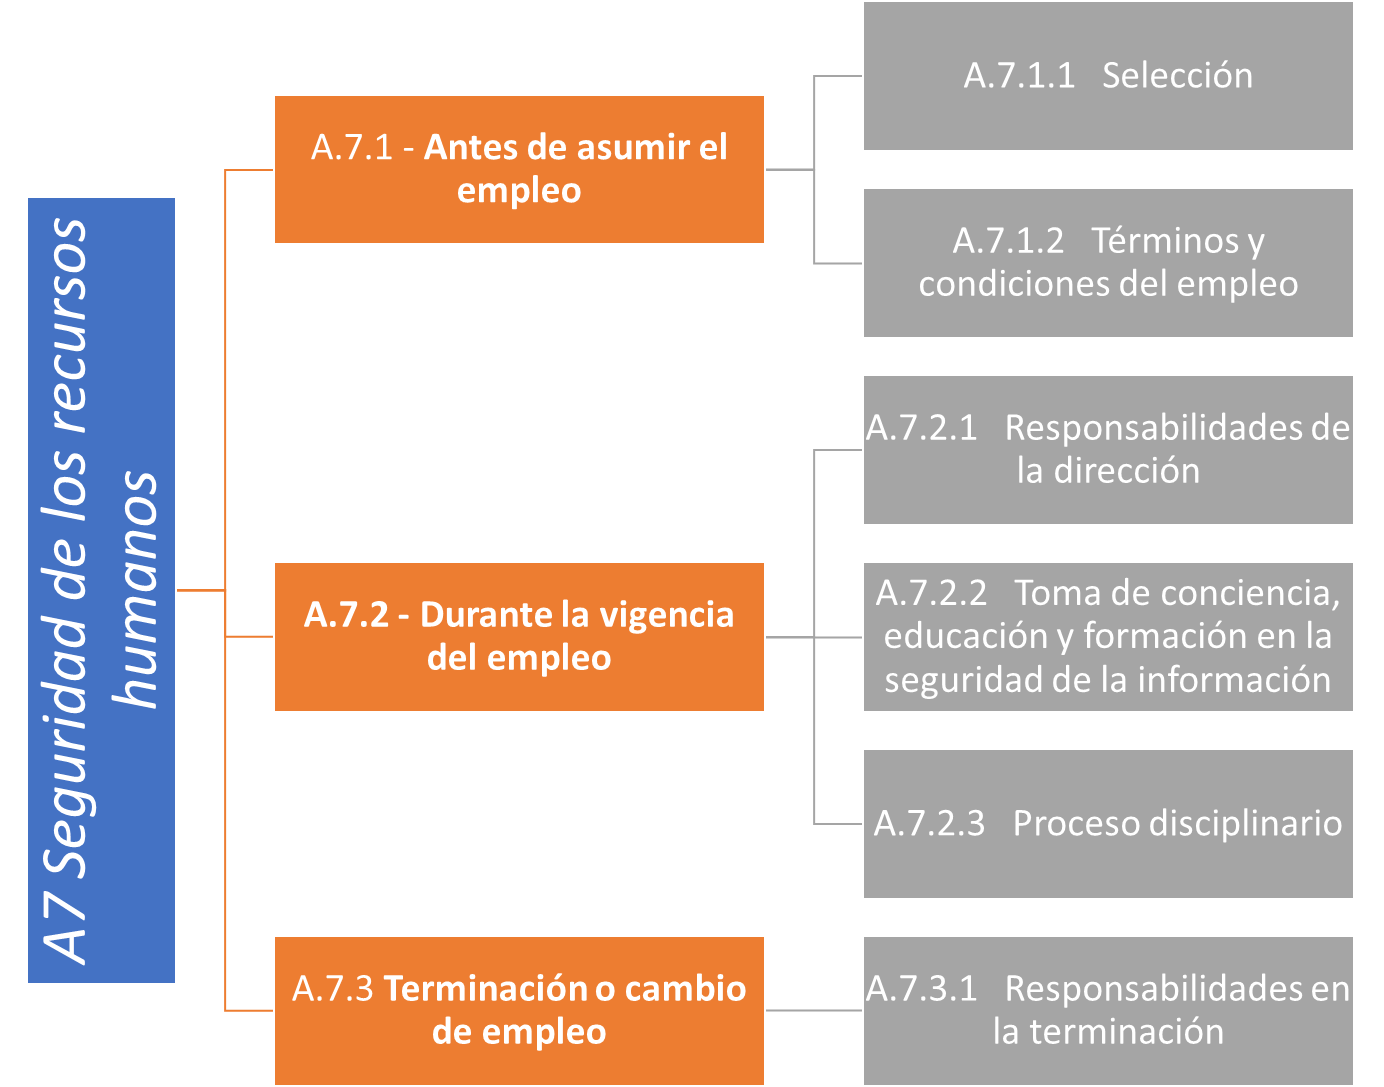 A7 Seguridad de los recursos
humanos
A.7.1 - Antes de asumir el
empleo
A.7.1.1 Selección
A.7.1.2 Términos y
condiciones del empleo
A.7.2 - Durante la vigencia
del empleo
A.7.2.1 Responsabilidades de
la dirección
A.7.2.2 Toma de conciencia,
educación y formación en la
seguridad de la información
A.7.2.3 Proceso disciplinario
A.7.3 Terminación o cambio
de empleo
A.7.3.1 Responsabilidades en
la terminación